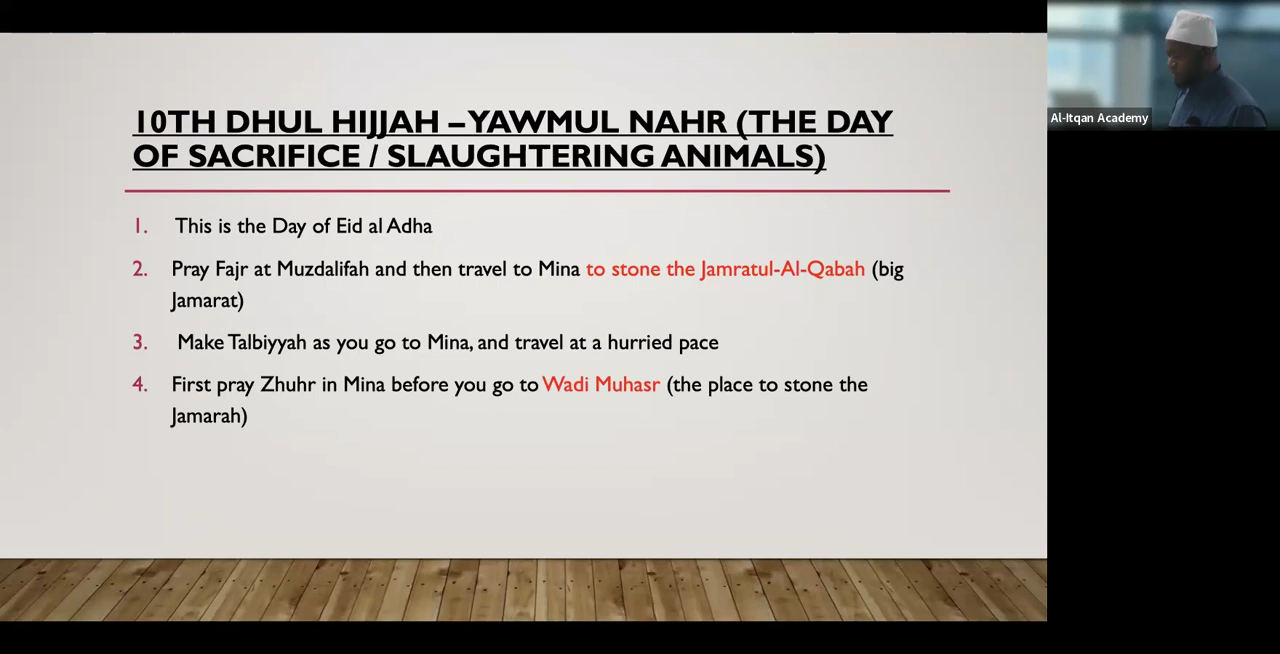 10TH DHUL HIJJAH – YAWMUL NAHR (THE DAY
OF SACRIFICE / SLAUGHTERING ANIMALS)
1. This is the Day of Eid al Adha
2. Pray Fajr at Muzdalifah and then travel to Mina to stone the Jamratul-Al-Qabah (big
Jamarat)
3. Make Talbiyyah as you go to Mina, and travel at a hurried pace
4. First pray Zhuhr in Mina before you go to Wadi Muhasr (the place to stone the
Jamarah)
Al-Itqan Academy